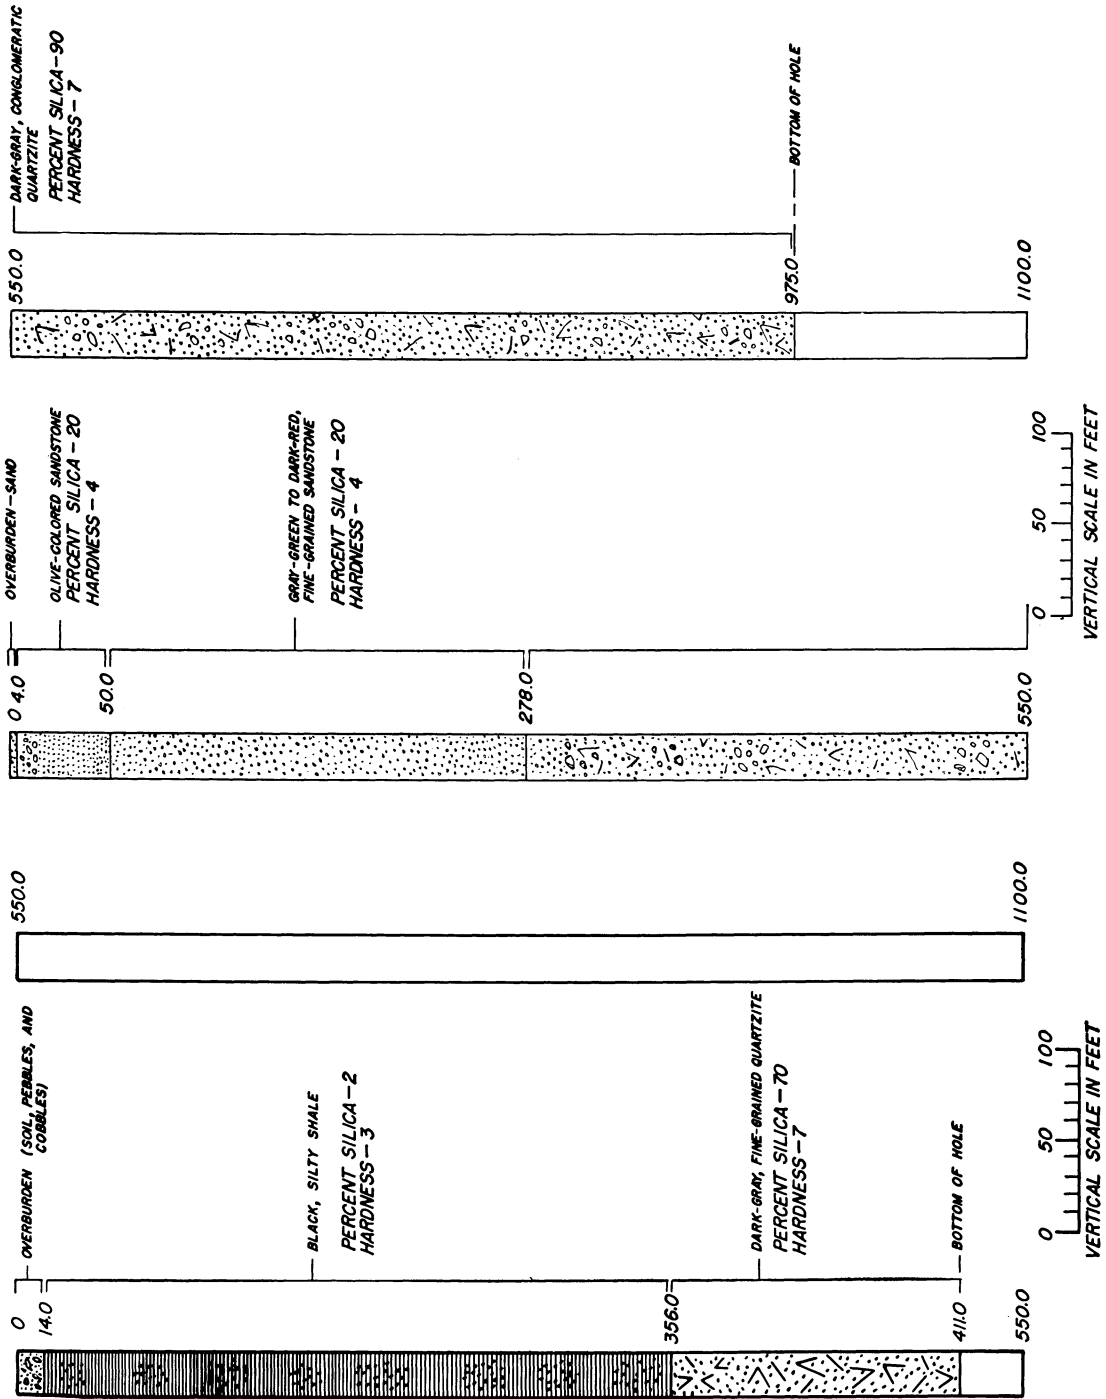 0
OVERBURDEN (SOIL, PEBBLES, AND
COBBLES)
14.0
BLACK, SILTY SHALE
PERCENT SILICA-2
HARDNESS-3
356.0
DARK-GRAY, FINE-GRAINED QUARTZITE
PERCENT SILICA-70
HARDNESS-7
411.0
BOTTOM OF HOLE
550.0
0 50 100
VERTICAL SCALE IN FEET
550.0
1100.0
0 4.0
OVERBURDEN-SAND
OLIVE-COLORED SANDSTONE
PERCENT SILICA-20
HARDNESS-4
50.0
GRAY-GREEN TO DARK-RED,
FINE-GRAINED SANDSTONE
PERCENT SILICA-20
HARDNESS-4
278.0
550.0
0 50 100
VERTICAL SCALE IN FEET
550.0
DARK-GRAY, CONGLOMERATIC
QUARTZITE
PERCENT SILICA-90
HARDNESS-7
975.0
BOTTOM OF HOLE
1100.0